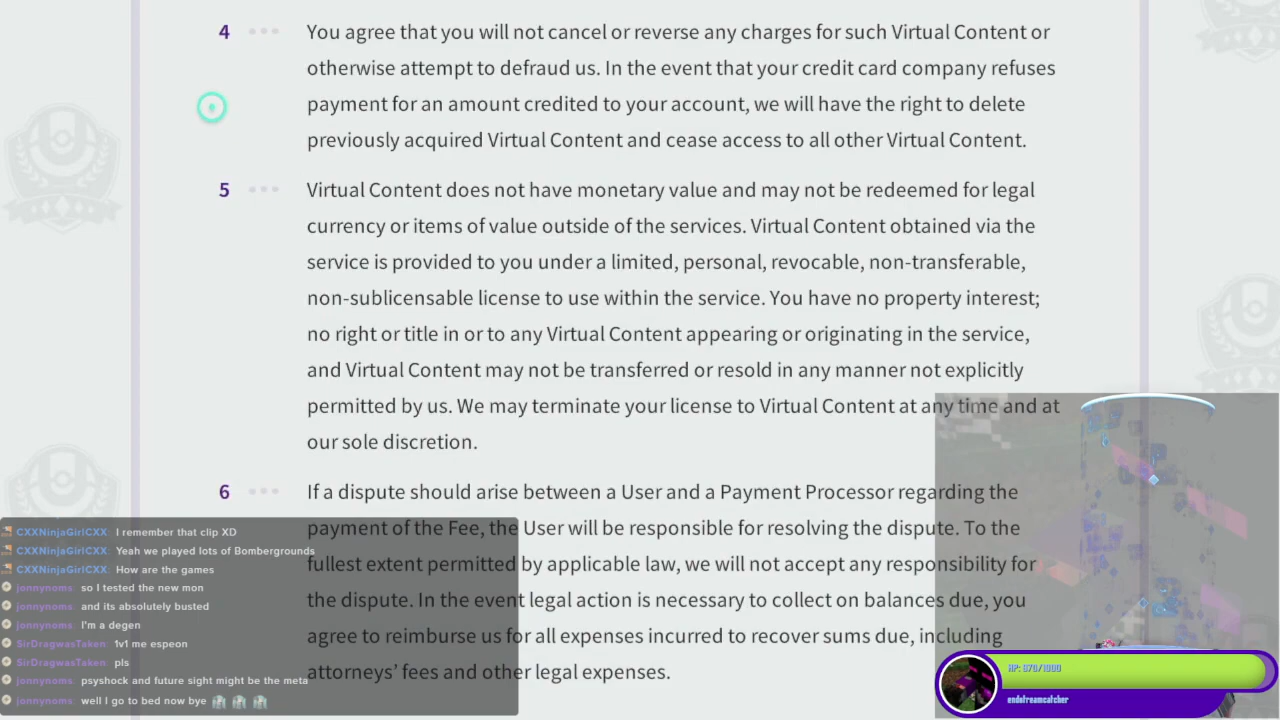 4 You agree that you will not cancel or reverse any charges for such Virtual Content or
otherwise attempt to defraud us. In the event that your credit card company refuses
payment for an amount credited to your account, we will have the right to delete
previously acquired Virtual Content and cease access to all other Virtual Content.
5 Virtual Content does not have monetary value and may not be redeemed for legal
currency or items of value outside of the services. Virtual Content obtained via the
service is provided to you under a limited, personal, revocable, non-transferable,
non-sublicensable license to use within the service. You have no property interest;
no right or title in or to any Virtual Content appearing or originating in the service,
and Virtual Content may not be transferred or resold in any manner not explicitly
permitted by us. We may terminate your license to Virtual Content at any time and at
our sole discretion.
6 If a dispute should arise between a User and a Payment Processor regarding the
payment of the Fee, the User will be responsible for resolving the dispute. To the
fullest extent permitted by applicable law, we will not accept any responsibility for
the dispute. In the event legal action is necessary to collect on balances due, you
agree to reimburse us for all expenses incurred to recover sums due, including
attorneys’ fees and other legal expenses.
CXXNinjaGirlCXX: I remember that clip XD
CXXNinjaGirlCXX: Yeah we played lots of Bombergrounds
CXXNinjaGirlCXX: How are the games
jonnynoms: so I tested the new mon
jonnynoms: and its absolutely busted
jonnynoms: I'm a degen
SirDragwasTaken: 1v1 me espeon
SirDragwasTaken: pls
jonnynoms: psyshock and future sight might be the meta
jonnynoms: well I go to bed now bye
HP: 970/1000